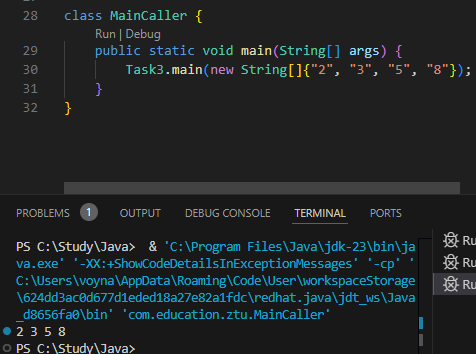 28 class MainCaller {
Run | Debug
29 public static void main(String[] args) {
30 Task3.main(new String[]{"2", "3", "5", "8"});
31 }
32 }
PROBLEMS 1 OUTPUT DEBUG CONSOLE TERMINAL PORTS
PS C:\Study\Java>  & 'C:\Program Files\Java\jdk-23\bin\ja
va.exe' '-XX:+ShowCodeDetailsInExceptionMessages' '-cp' '
C:\Users\voyna\AppData\Roaming\Code\User\workspaceStorage
\624dd3ac0d677d1eded18a27e82a1fdc\redhat.java\jdt_ws\Java
_d8656fa0\bin' 'com.education.ztu.MainCaller'
2 3 5 8
PS C:\Study\Java>
Ru
Ru
Ru